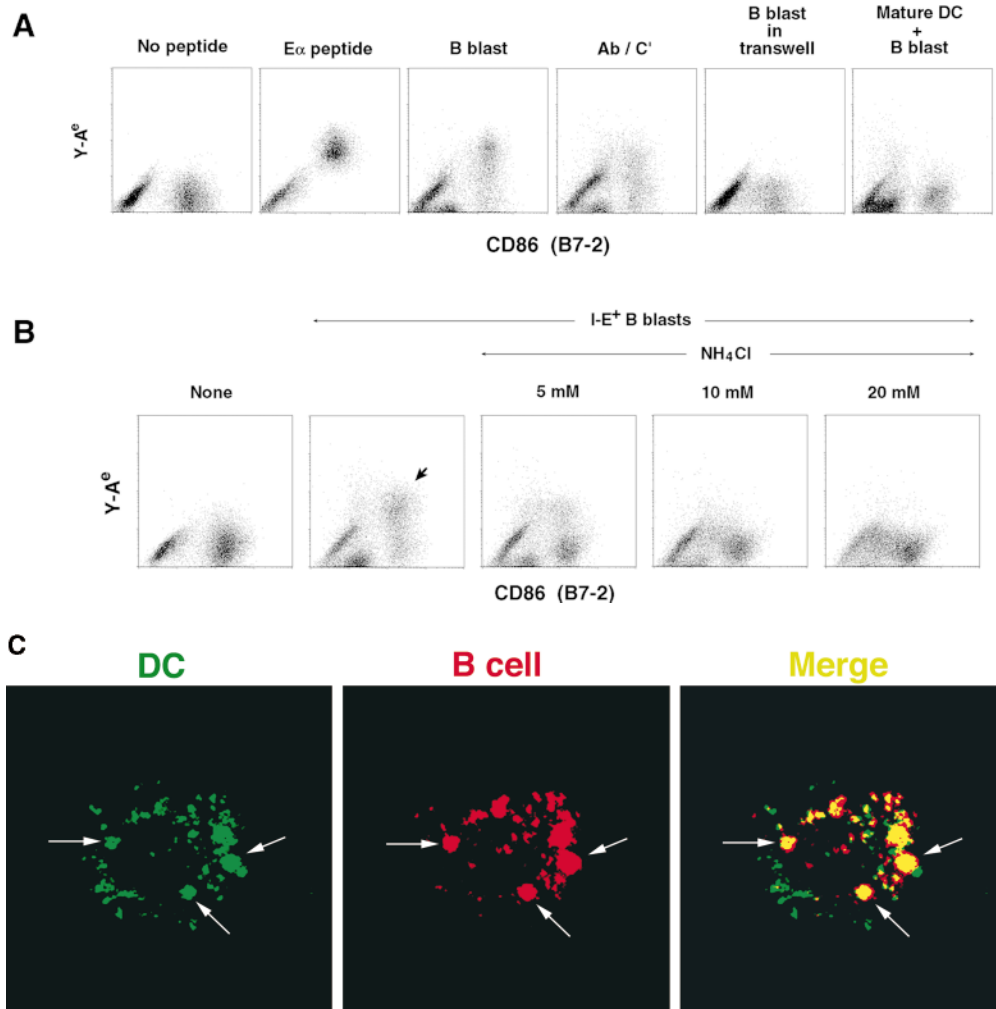 A
No peptide
Eα peptide
B blast
Ab / C'
B blast
in
transwell
Mature DC
+
B blast
Y-Aᵉ
CD86 (B7-2)
B
I-E⁺ B blasts
NH₄Cl
None
5 mM
10 mM
20 mM
Y-Aᵉ
CD86 (B7-2)
C
DC
B cell
Merge